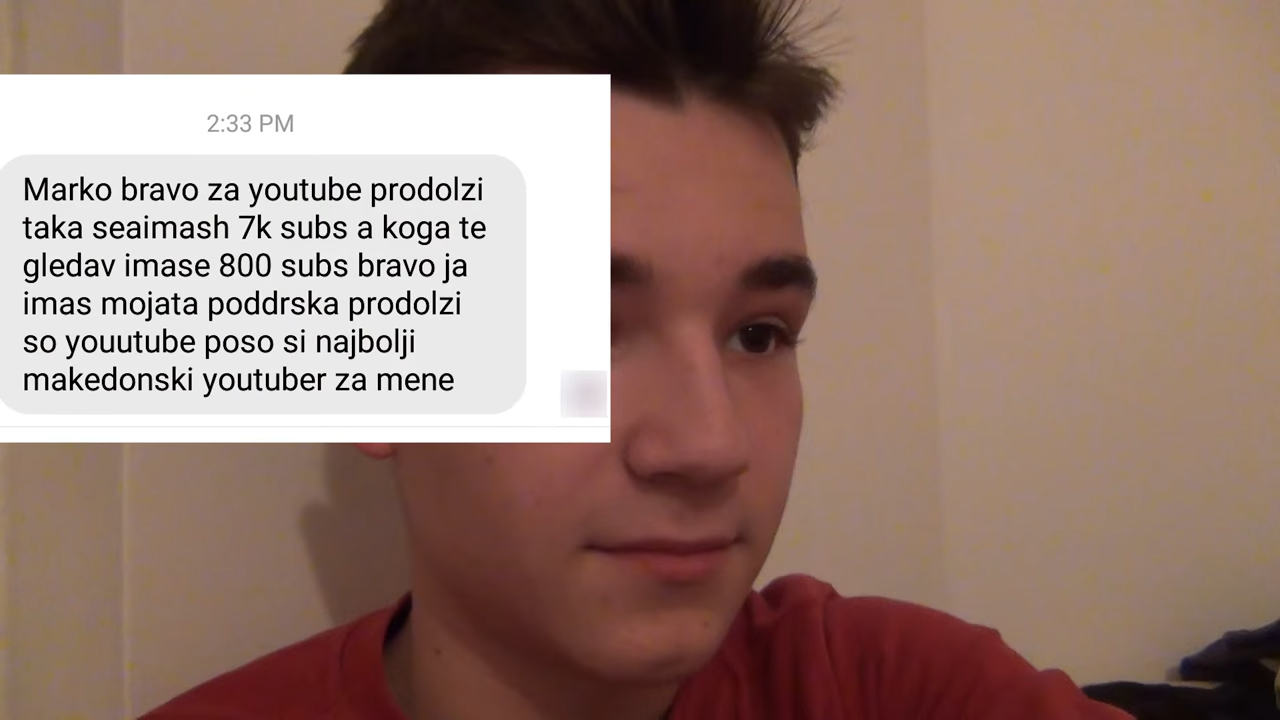 2:33 PM
Marko bravo za youtube prodolzi
taka seaimash 7k subs a koga te
gledav imase 800 subs bravo ja
imas mojata poddrska prodolzi
so youutube poso si najbolji
makedonski youtuber za mene